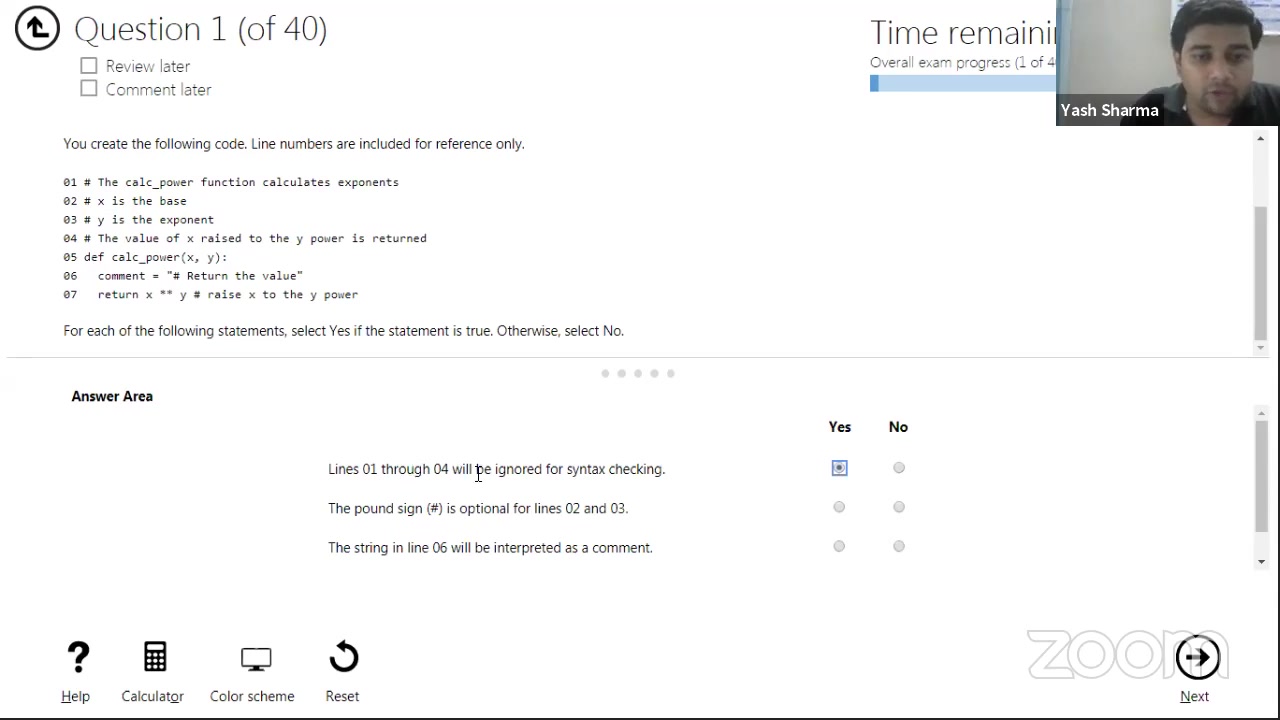 Question 1 (of 40)
Time remainin
Review later
Overall exam progress (1 of 4
Comment later
Yash Sharma
You create the following code. Line numbers are included for reference only.
01 # The calc_power function calculates exponents
02 # x is the base
03 # y is the exponent
04 # The value of x raised to the y power is returned
05 def calc_power(x, y):
06   comment = "# Return the value"
07   return x ** y # raise x to the y power
For each of the following statements, select Yes if the statement is true. Otherwise, select No.
Answer Area
Yes No
Lines 01 through 04 will be ignored for syntax checking.
The pound sign (#) is optional for lines 02 and 03.
The string in line 06 will be interpreted as a comment.
zoom
? Help
Calculator
Color scheme
Reset
Next